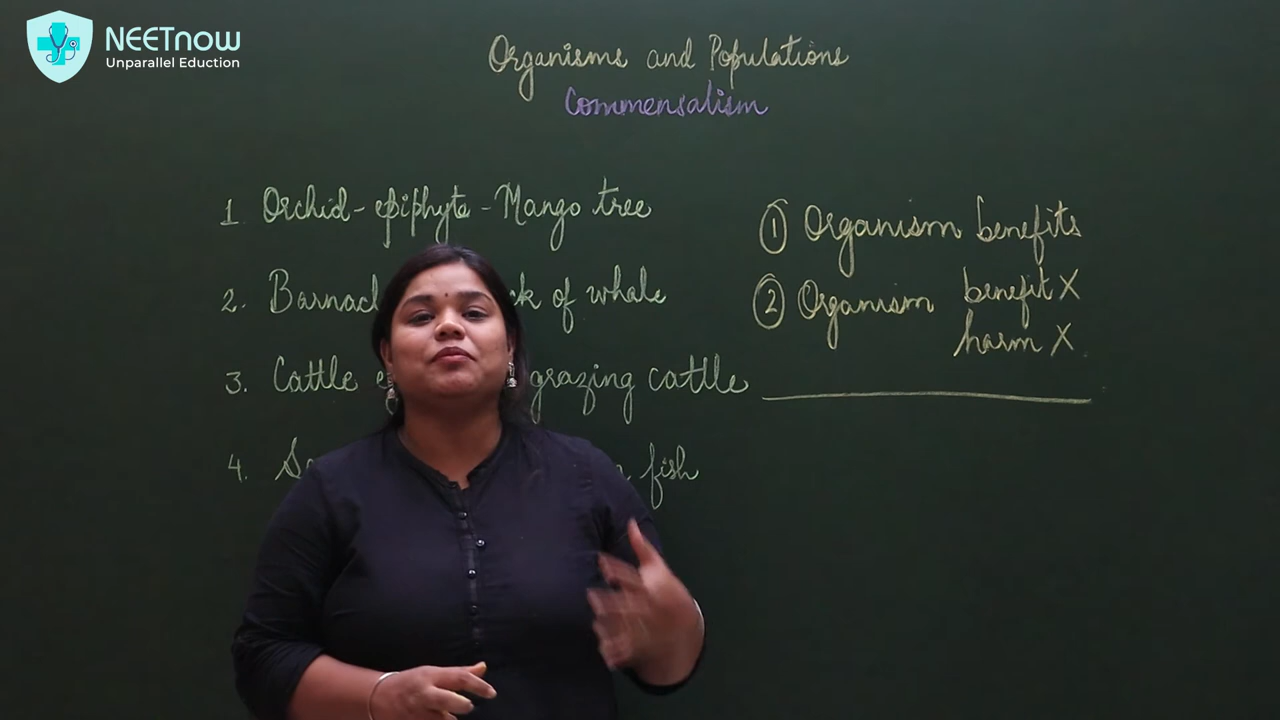 NEETnow
Unparallel Eduction
Organisms and Populations
Commensalism
1. Orchid - epiphyte - Mango tree
2. of whale
3. Cattle grazing cattle
4. fish
① Organism benefits
② Organism benefit X
harm X